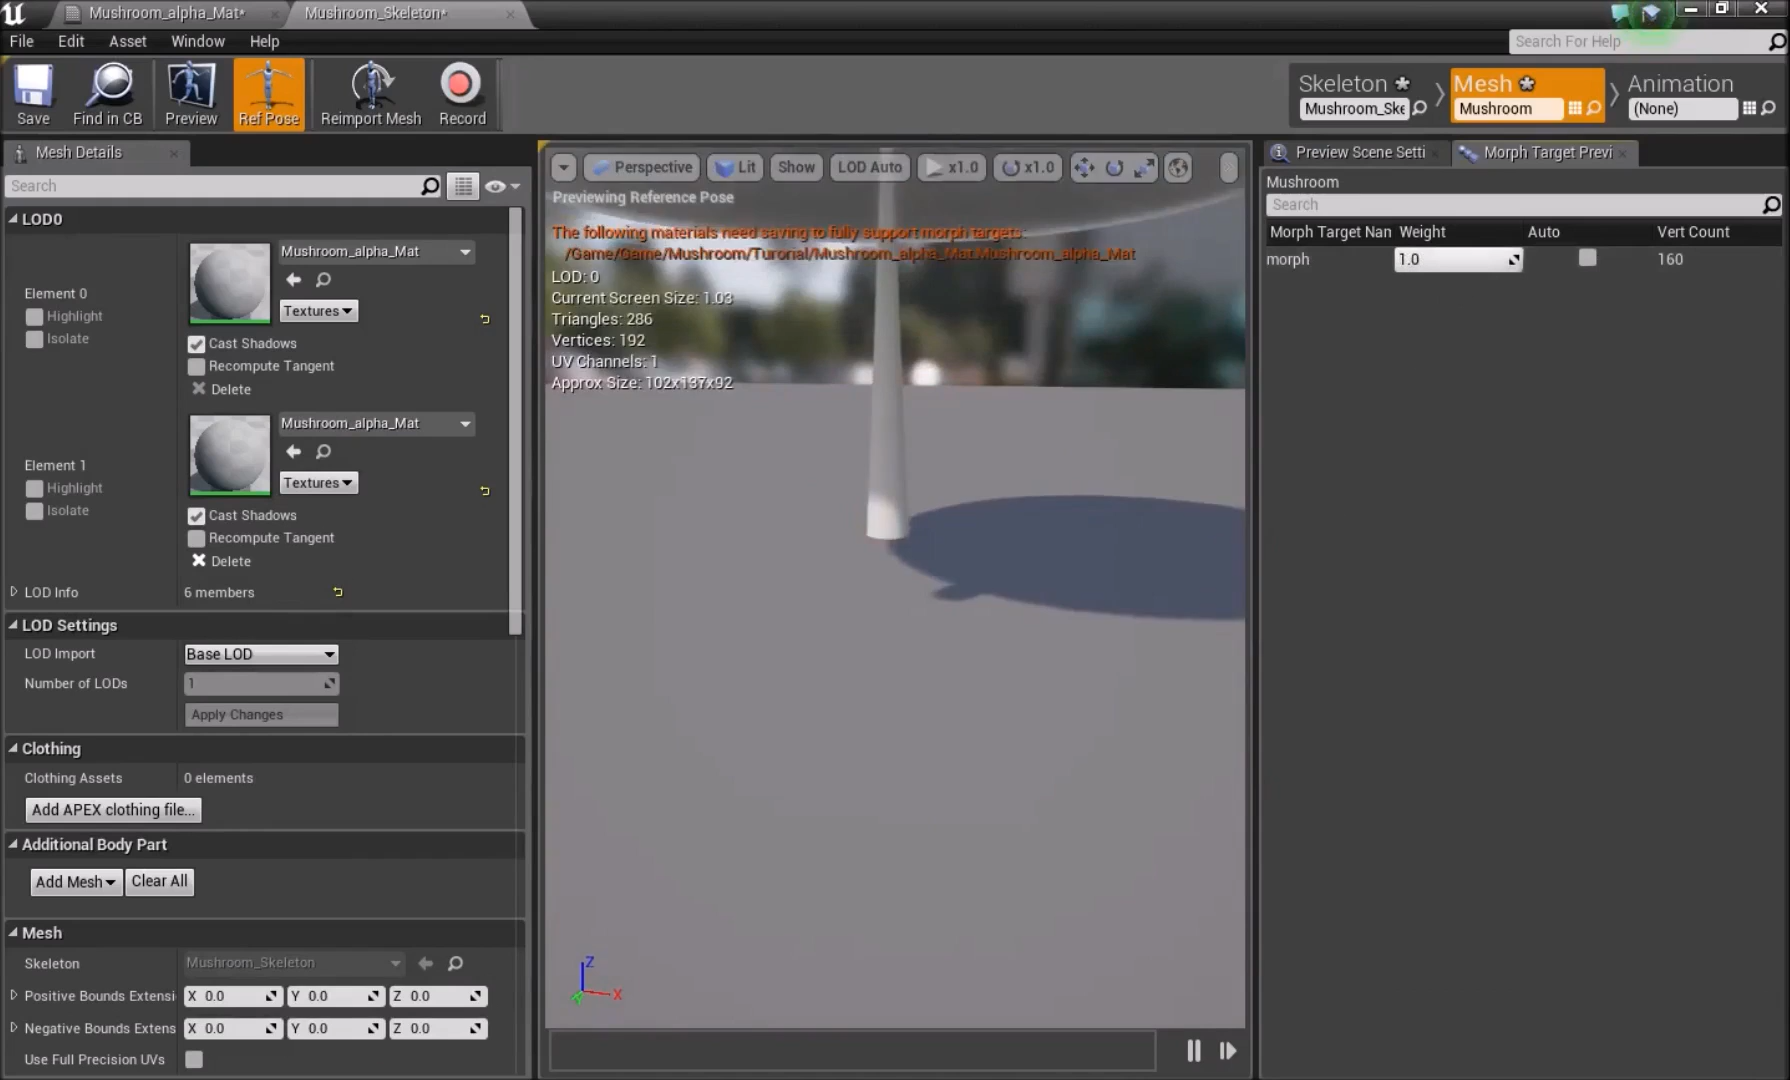 Mushroom_alpha_Mat*
Mushroom_Skeleton*
File Edit Asset Window Help
Search For Help
Save
Find in CB
Preview
Ref Pose
Reimport Mesh
Record
Skeleton
Mushroom_Ske
Mesh
Mushroom
Animation
(None)
Mesh Details
Search
LOD0
Element 0
Highlight
Isolate
Mushroom_alpha_Mat
Textures
Cast Shadows
Recompute Tangent
Delete
Element 1
Highlight
Isolate
Mushroom_alpha_Mat
Textures
Cast Shadows
Recompute Tangent
Delete
LOD Info 6 members
LOD Settings
LOD Import Base LOD
Number of LODs 1
Apply Changes
Clothing
Clothing Assets 0 elements
Add APEX clothing file...
Additional Body Part
Add Mesh Clear All
Mesh
Skeleton Mushroom_Skeleton
Positive Bounds Extensi X 0.0 Y 0.0 Z 0.0
Negative Bounds Extens X 0.0 Y 0.0 Z 0.0
Use Full Precision UVs
Perspective Lit Show LOD Auto x1.0 x1.0
Previewing Reference Pose
The following materials need saving to fully support morph targets:
/Game/Game/Mushroom/Turorial/Mushroom_alpha_Mat.Mushroom_alpha_Mat
LOD: 0
Current Screen Size: 1.03
Triangles: 286
Vertices: 192
UV Channels: 1
Approx Size: 102x137x92
Z
X
Preview Scene Setti
Morph Target Previ
Mushroom
Search
Morph Target Nan Weight Auto Vert Count
morph 1.0 160